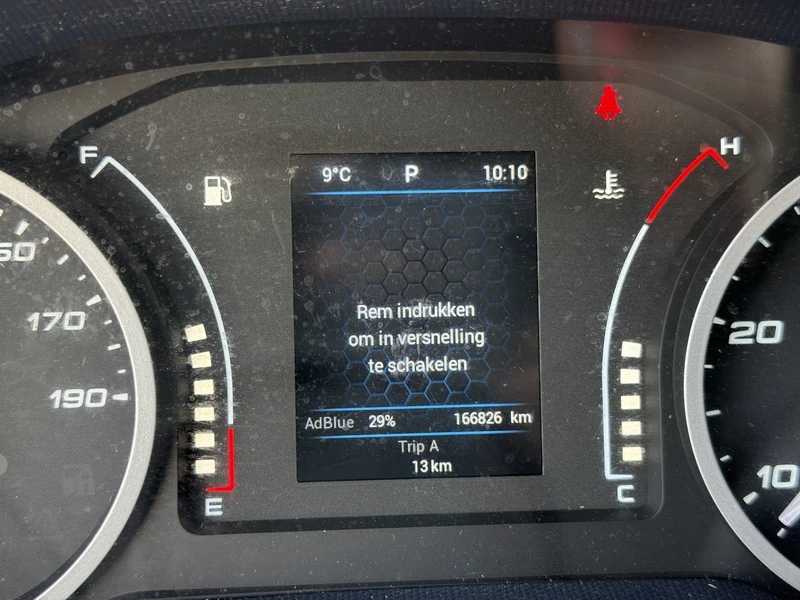 F
H
9°C P 10:10
170
190
Rem indrukken
om in versnelling
te schakelen
20
AdBlue 29% 166826 km
Trip A
13 km
E
C
10